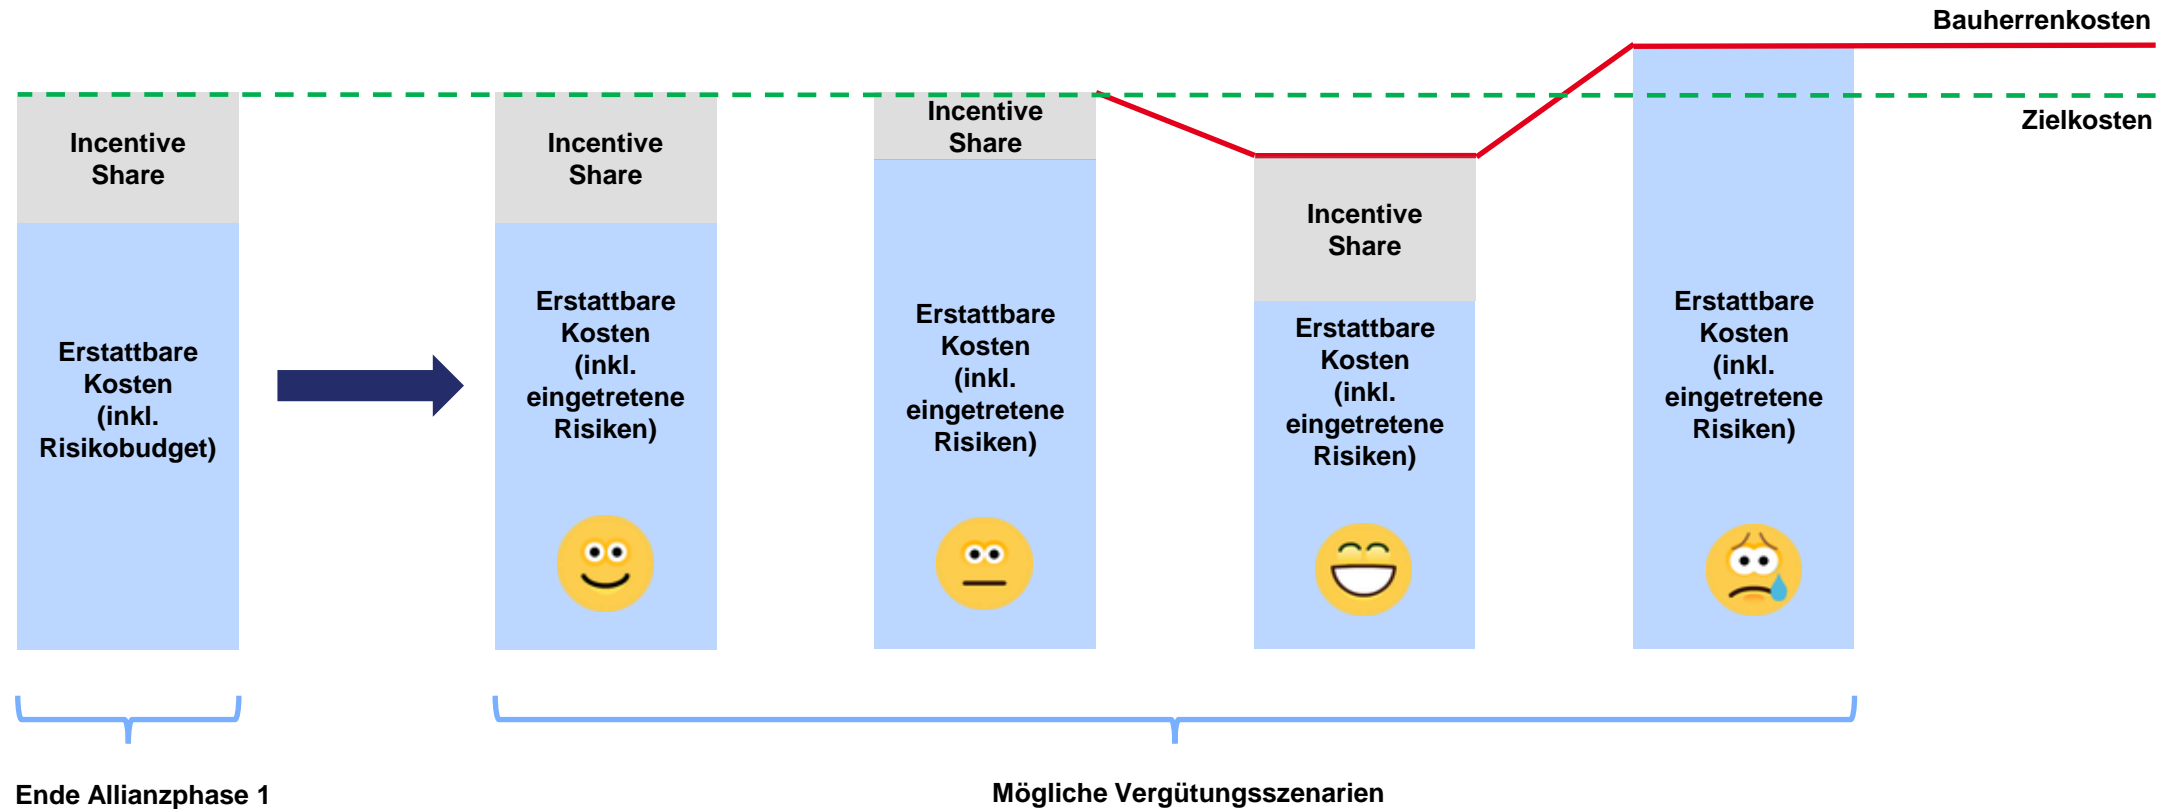 Bauherrenkosten
Zielkosten
Incentive
Share
Erstattbare
Kosten
(inkl.
Risikobudget)
Incentive
Share
Erstattbare
Kosten
(inkl.
eingetretene
Risiken)
Incentive
Share
Erstattbare
Kosten
(inkl.
eingetretene
Risiken)
Incentive
Share
Erstattbare
Kosten
(inkl.
eingetretene
Risiken)
Erstattbare
Kosten
(inkl.
eingetretene
Risiken)
Ende Allianzphase 1
Mögliche Vergütungsszenarien